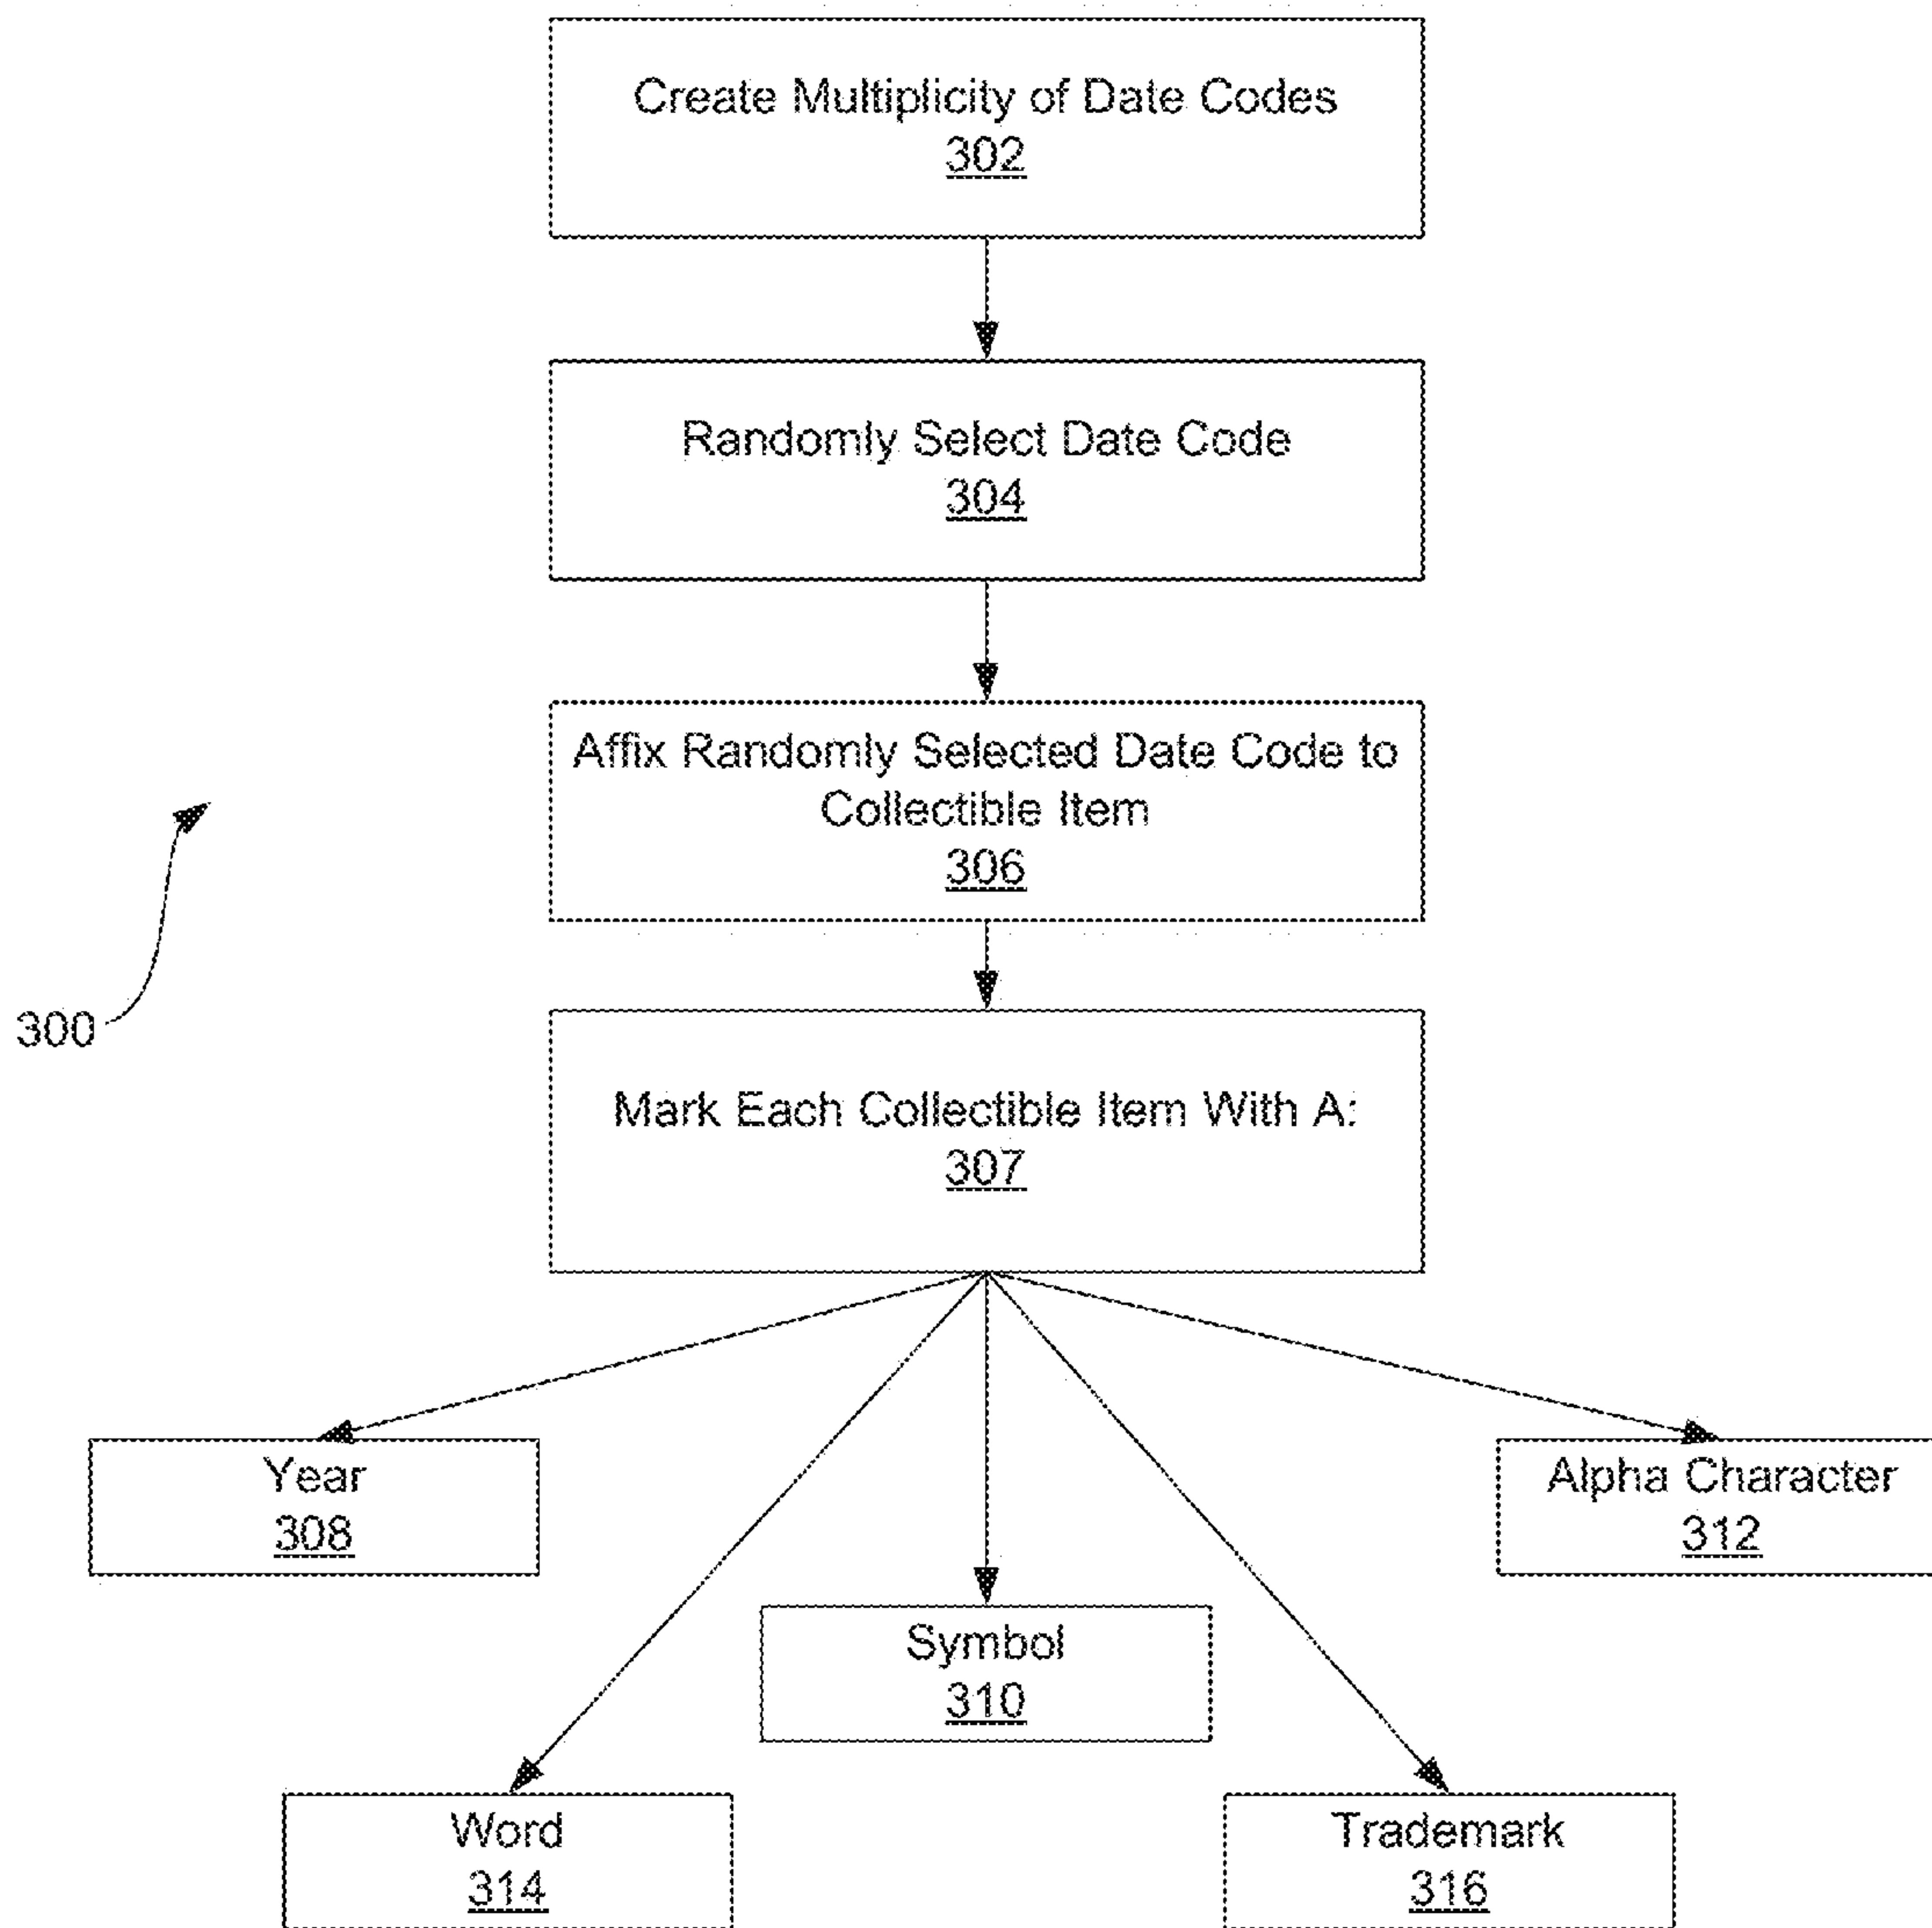 Create Multiplicity of Date Codes
302
Randomly Select Date Code
304
Affix Randomly Selected Date Code to
Collectible Item
306
300
Mark Each Collectible Item With A:
307
Year
308
Alpha Character
312
Symbol
310
Word
314
Trademark
316